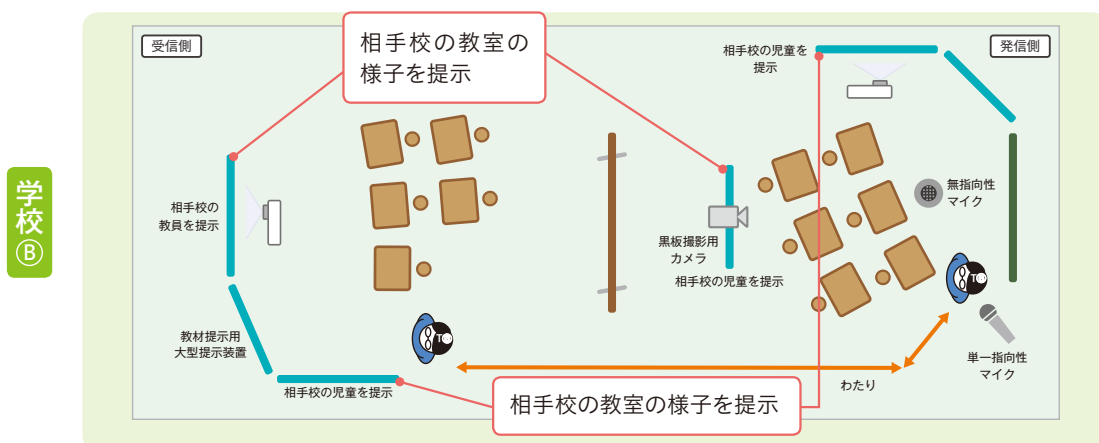 学校Ⓑ
受信側
相手校の教室の
様子を提示
相手校の児童を
提示
発信側
相手校の
教員を提示
無指向性
マイク
黒板撮影用
カメラ
相手校の児童を提示
教材提示用
大型提示装置
相手校の児童を提示
単一指向性
マイク
わたり
相手校の教室の様子を提示